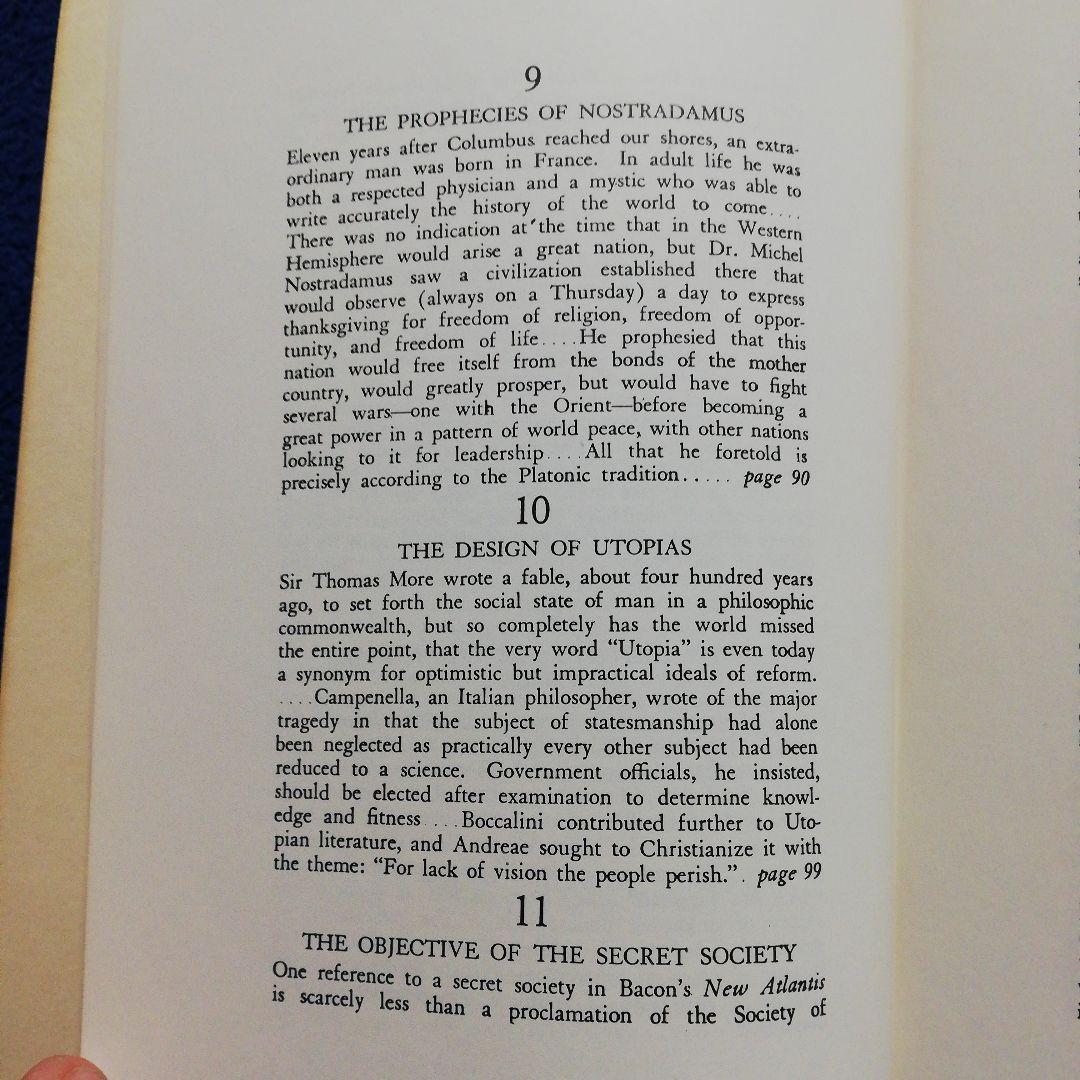 9
THE PROPHECIES OF NOSTRADAMUS
Eleven years after Columbus reached our shores, an extra-
ordinary man was born in France. In adult life he was
both a respected physician and a mystic who was able to
write accurately the history of the world to come....
There was no indication at the time that in the Western
Hemisphere would arise a great nation, but Dr. Michel
Nostradamus saw a civilization established there that
would observe (always on a Thursday) a day to express
thanksgiving for freedom of religion, freedom of oppor-
tunity, and freedom of life....He prophesied that this
nation would free itself from the bonds of the mother
country, would greatly prosper, but would have to fight
several wars—one with the Orient—before becoming a
great power in a pattern of world peace, with other nations
looking to it for leadership....All that he foretold is
precisely according to the Platonic tradition..... page 90
10
THE DESIGN OF UTOPIAS
Sir Thomas More wrote a fable, about four hundred years
ago, to set forth the social state of man in a philosophic
commonwealth, but so completely has the world missed
the entire point, that the very word "Utopia" is even today
a synonym for optimistic but impractical ideals of reform.
....Campenella, an Italian philosopher, wrote of the major
tragedy in that the subject of statesmanship had alone
been neglected as practically every other subject had been
reduced to a science. Government officials, he insisted,
should be elected after examination to determine knowl-
edge and fitness....Boccalini contributed further to Uto-
pian literature, and Andreae sought to Christianize it with
the theme: "For lack of vision the people perish.". page 99
11
THE OBJECTIVE OF THE SECRET SOCIETY
One reference to a secret society in Bacon's New Atlantis
is scarcely less than a proclamation of the Society of